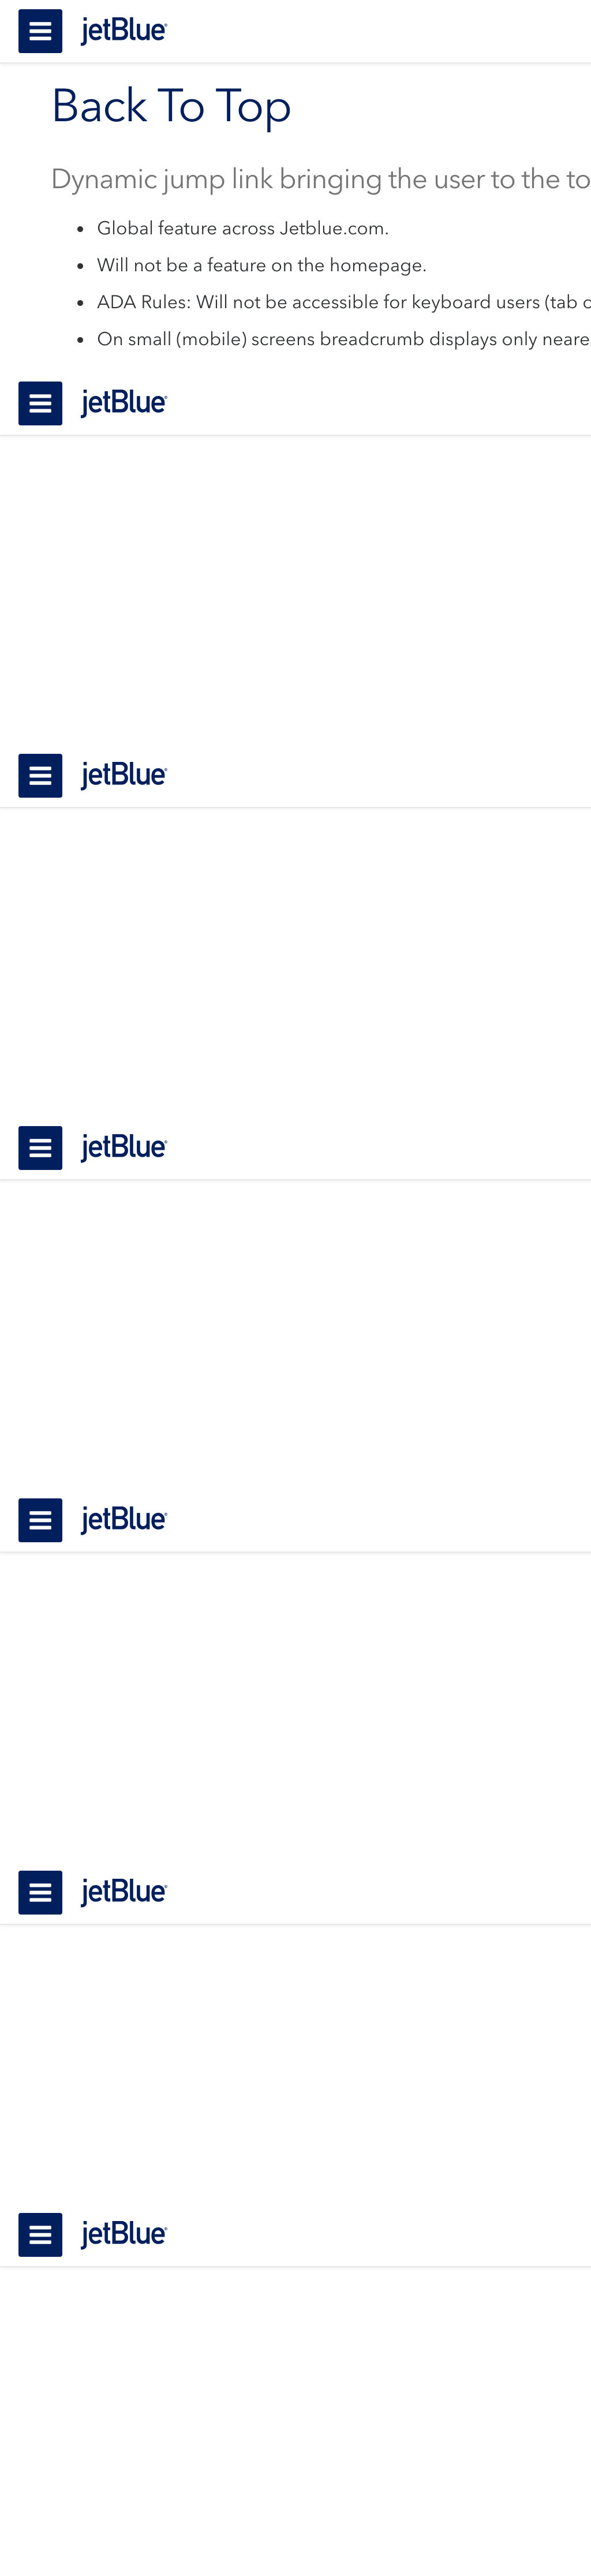 jetBlue
Back To Top
Dynamic jump link bringing the user to the to
• Global feature across Jetblue.com.
• Will not be a feature on the homepage.
• ADA Rules: Will not be accessible for keyboard users (tab o
• On small (mobile) screens breadcrumb displays only neare
jetBlue
jetBlue
jetBlue
jetBlue
jetBlue
jetBlue